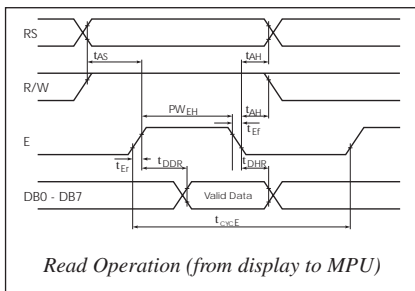 RS
tAS
tAH
R/W
PWEH
tAH
tEf
E
tEr
tDDR
tDHR
DB0 - DB7
Valid Data
tCYCE
Read Operation (from display to MPU)